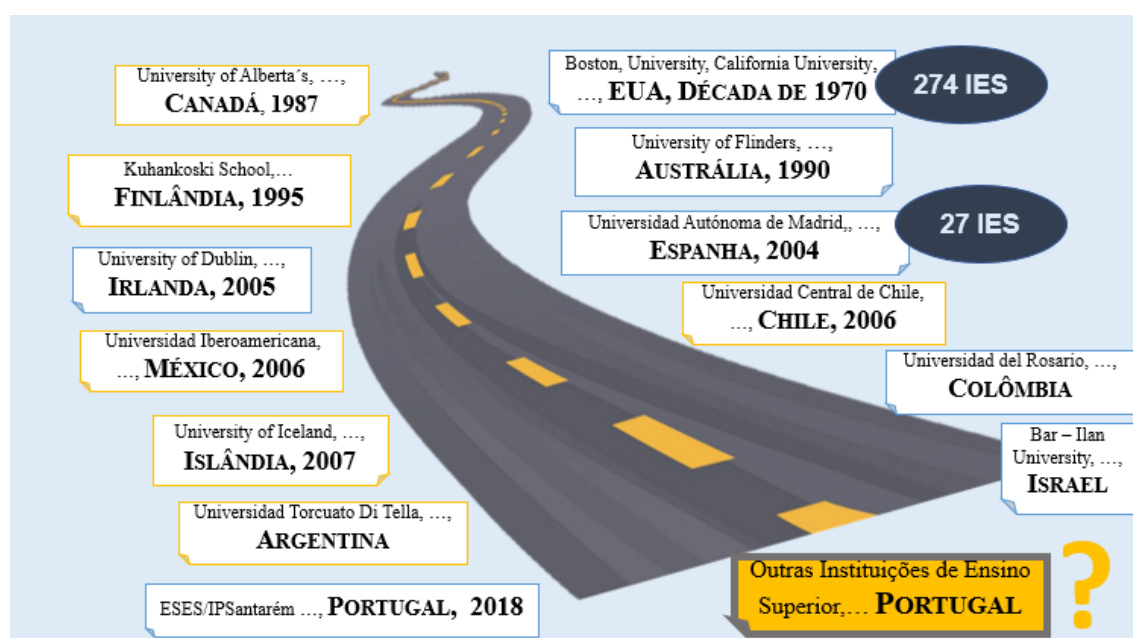 University of Alberta´s, …,
CANADÁ, 1987
Boston, University, California University,
…, EUA, DÉCADA DE 1970
274 IES
University of Flinders, …,
AUSTRÁLIA, 1990
Kuhankoski School,…
FINLÂNDIA, 1995
Universidad Autónoma de Madrid,, …,
ESPANHA, 2004
27 IES
University of Dublin, …,
IRLANDA, 2005
Universidad Central de Chile,
…, CHILE, 2006
Universidad Iberoamericana,
…, MÉXICO, 2006
Universidad del Rosario, …,
COLÔMBIA
University of Iceland, …,
ISLÂNDIA, 2007
Bar – Ilan
University, …,
ISRAEL
Universidad Torcuato Di Tella, …,
ARGENTINA
ESES/IPSantarém …, PORTUGAL, 2018
Outras Instituições de Ensino
Superior,… PORTUGAL
?